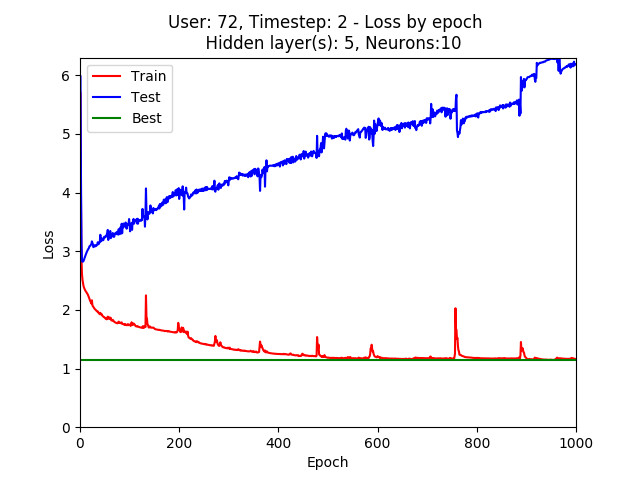 User: 72, Timestep: 2 - Loss by epoch
Hidden layer(s): 5, Neurons:10
6
5
4
3
2
1
0
Loss
Train
Test
Best
0 200 400 600 800 1000
Epoch